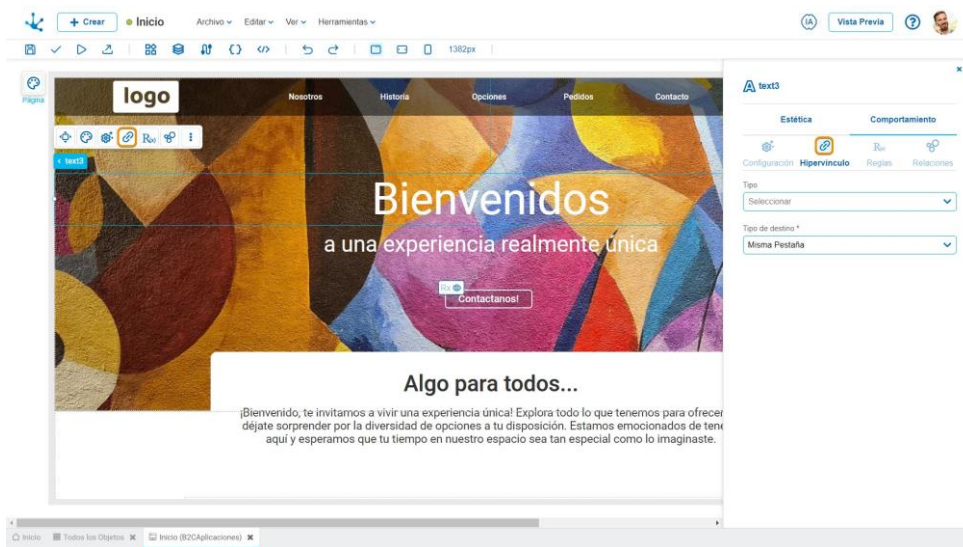 + Crear
Inicio
Archivo
Editar
Ver
Herramientas
IA
Vista Previa
?
1382px
Página
logo
Nosotros
Historia
Opciones
Pedidos
Contacto
R(x)
< text3
Bienvenidos
a una experiencia realmente única
Rx
Contactanos!
Algo para todos...
¡Bienvenido, te invitamos a vivir una experiencia única! Explora todo lo que tenemos para ofrecer
déjate sorprender por la diversidad de opciones a tu disposición. Estamos emocionados de tene
aquí y esperamos que tu tiempo en nuestro espacio sea tan especial como lo imaginaste.
A text3
Estética
Comportamiento
Configuración
Hipervínculo
Reglas
Relaciones
Tipo
Seleccionar
Tipo de destino *
Misma Pestaña
Inicio
Todos los Objetos
Inicio (B2CAplicaciones)